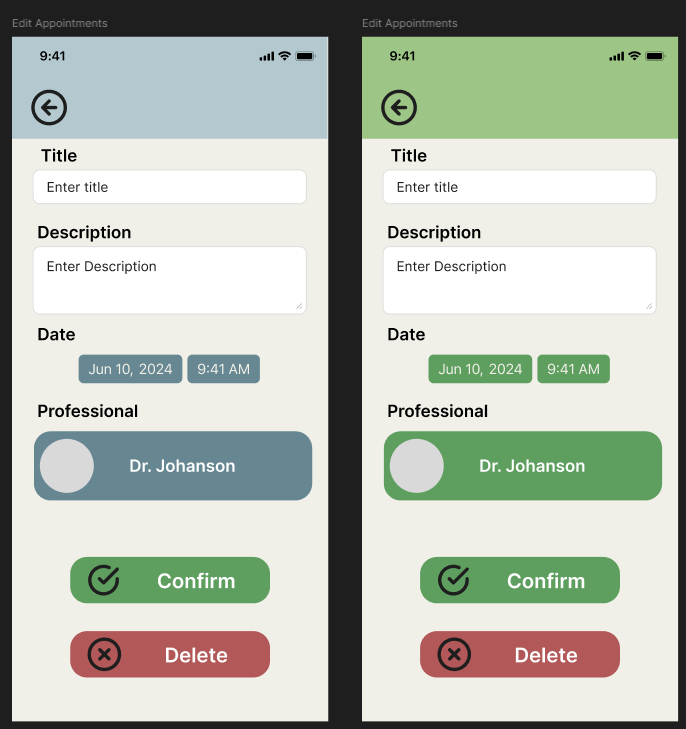 Edit Appointments
9:41
Title
Enter title
Description
Enter Description
Date
Jun 10, 2024 9:41 AM
Professional
Dr. Johanson
Confirm
Delete
Edit Appointments
9:41
Title
Enter title
Description
Enter Description
Date
Jun 10, 2024 9:41 AM
Professional
Dr. Johanson
Confirm
Delete